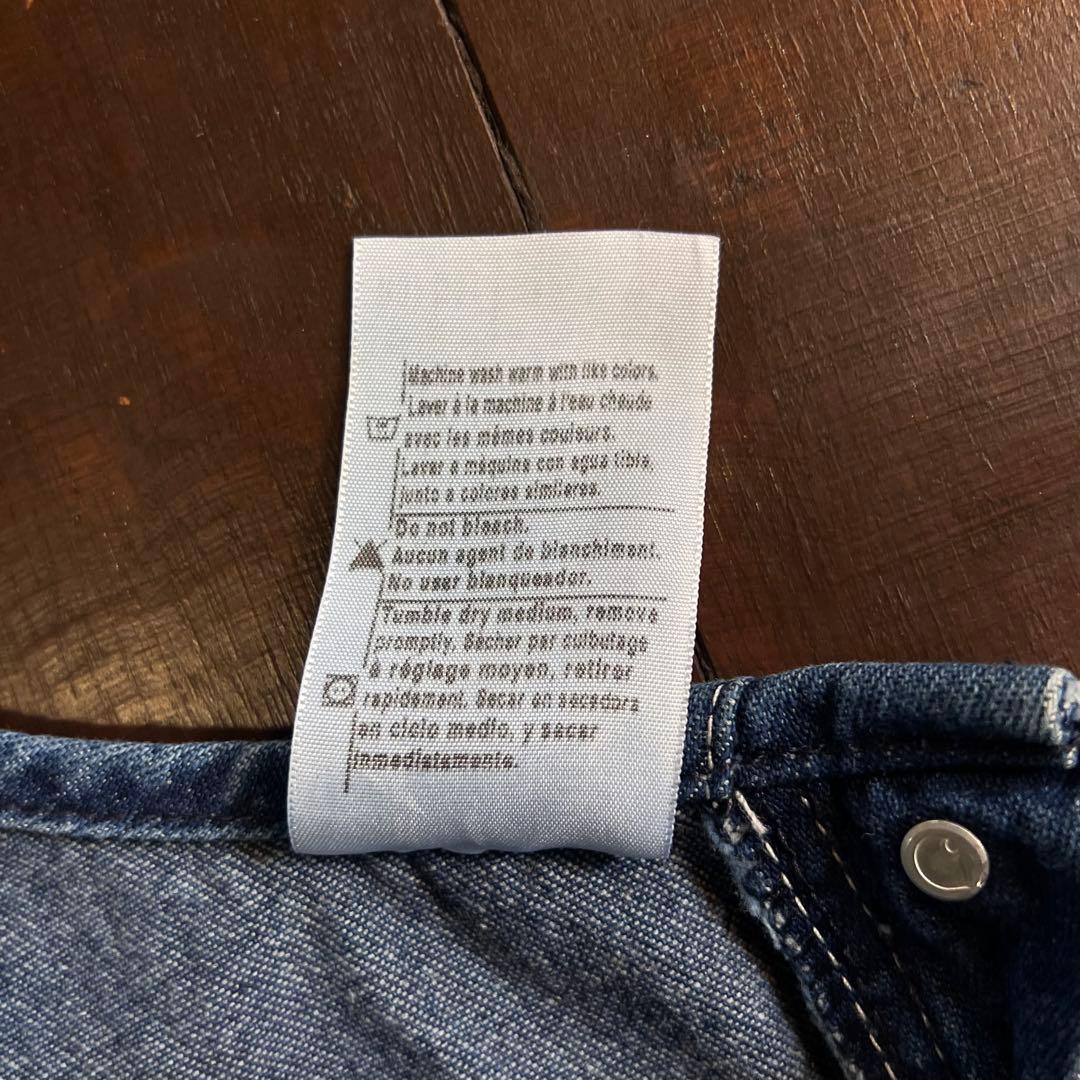 Machine wash warm with like colors.
Laver à la machine à l'eau chaude
avec les mêmes couleurs.
Lavar a máquina con agua tibia,
junto a colores similares.
Do not bleach.
Aucun agent de blanchiment.
No usar blanqueador.
Tumble dry medium, remove
promptly. Sécher par culbutage
à réglage moyen, retirer
rapidement. Secar en secadora
en ciclo medio, y sacar
inmediatamente.